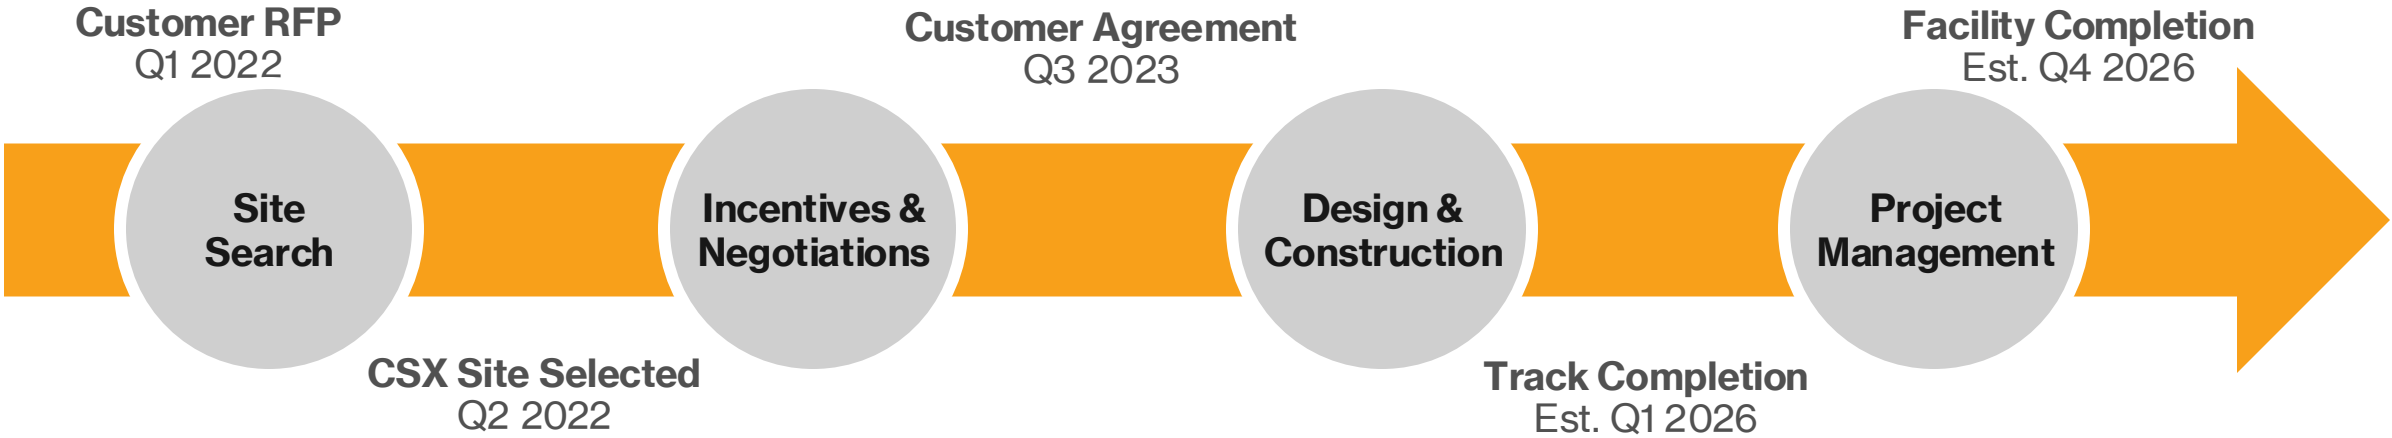 Customer RFP
Q1 2022
Site
Search
CSX Site Selected
Q2 2022
Incentives &
Negotiations
Customer Agreement
Q3 2023
Design &
Construction
Track Completion
Est. Q1 2026
Project
Management
Facility Completion
Est. Q4 2026